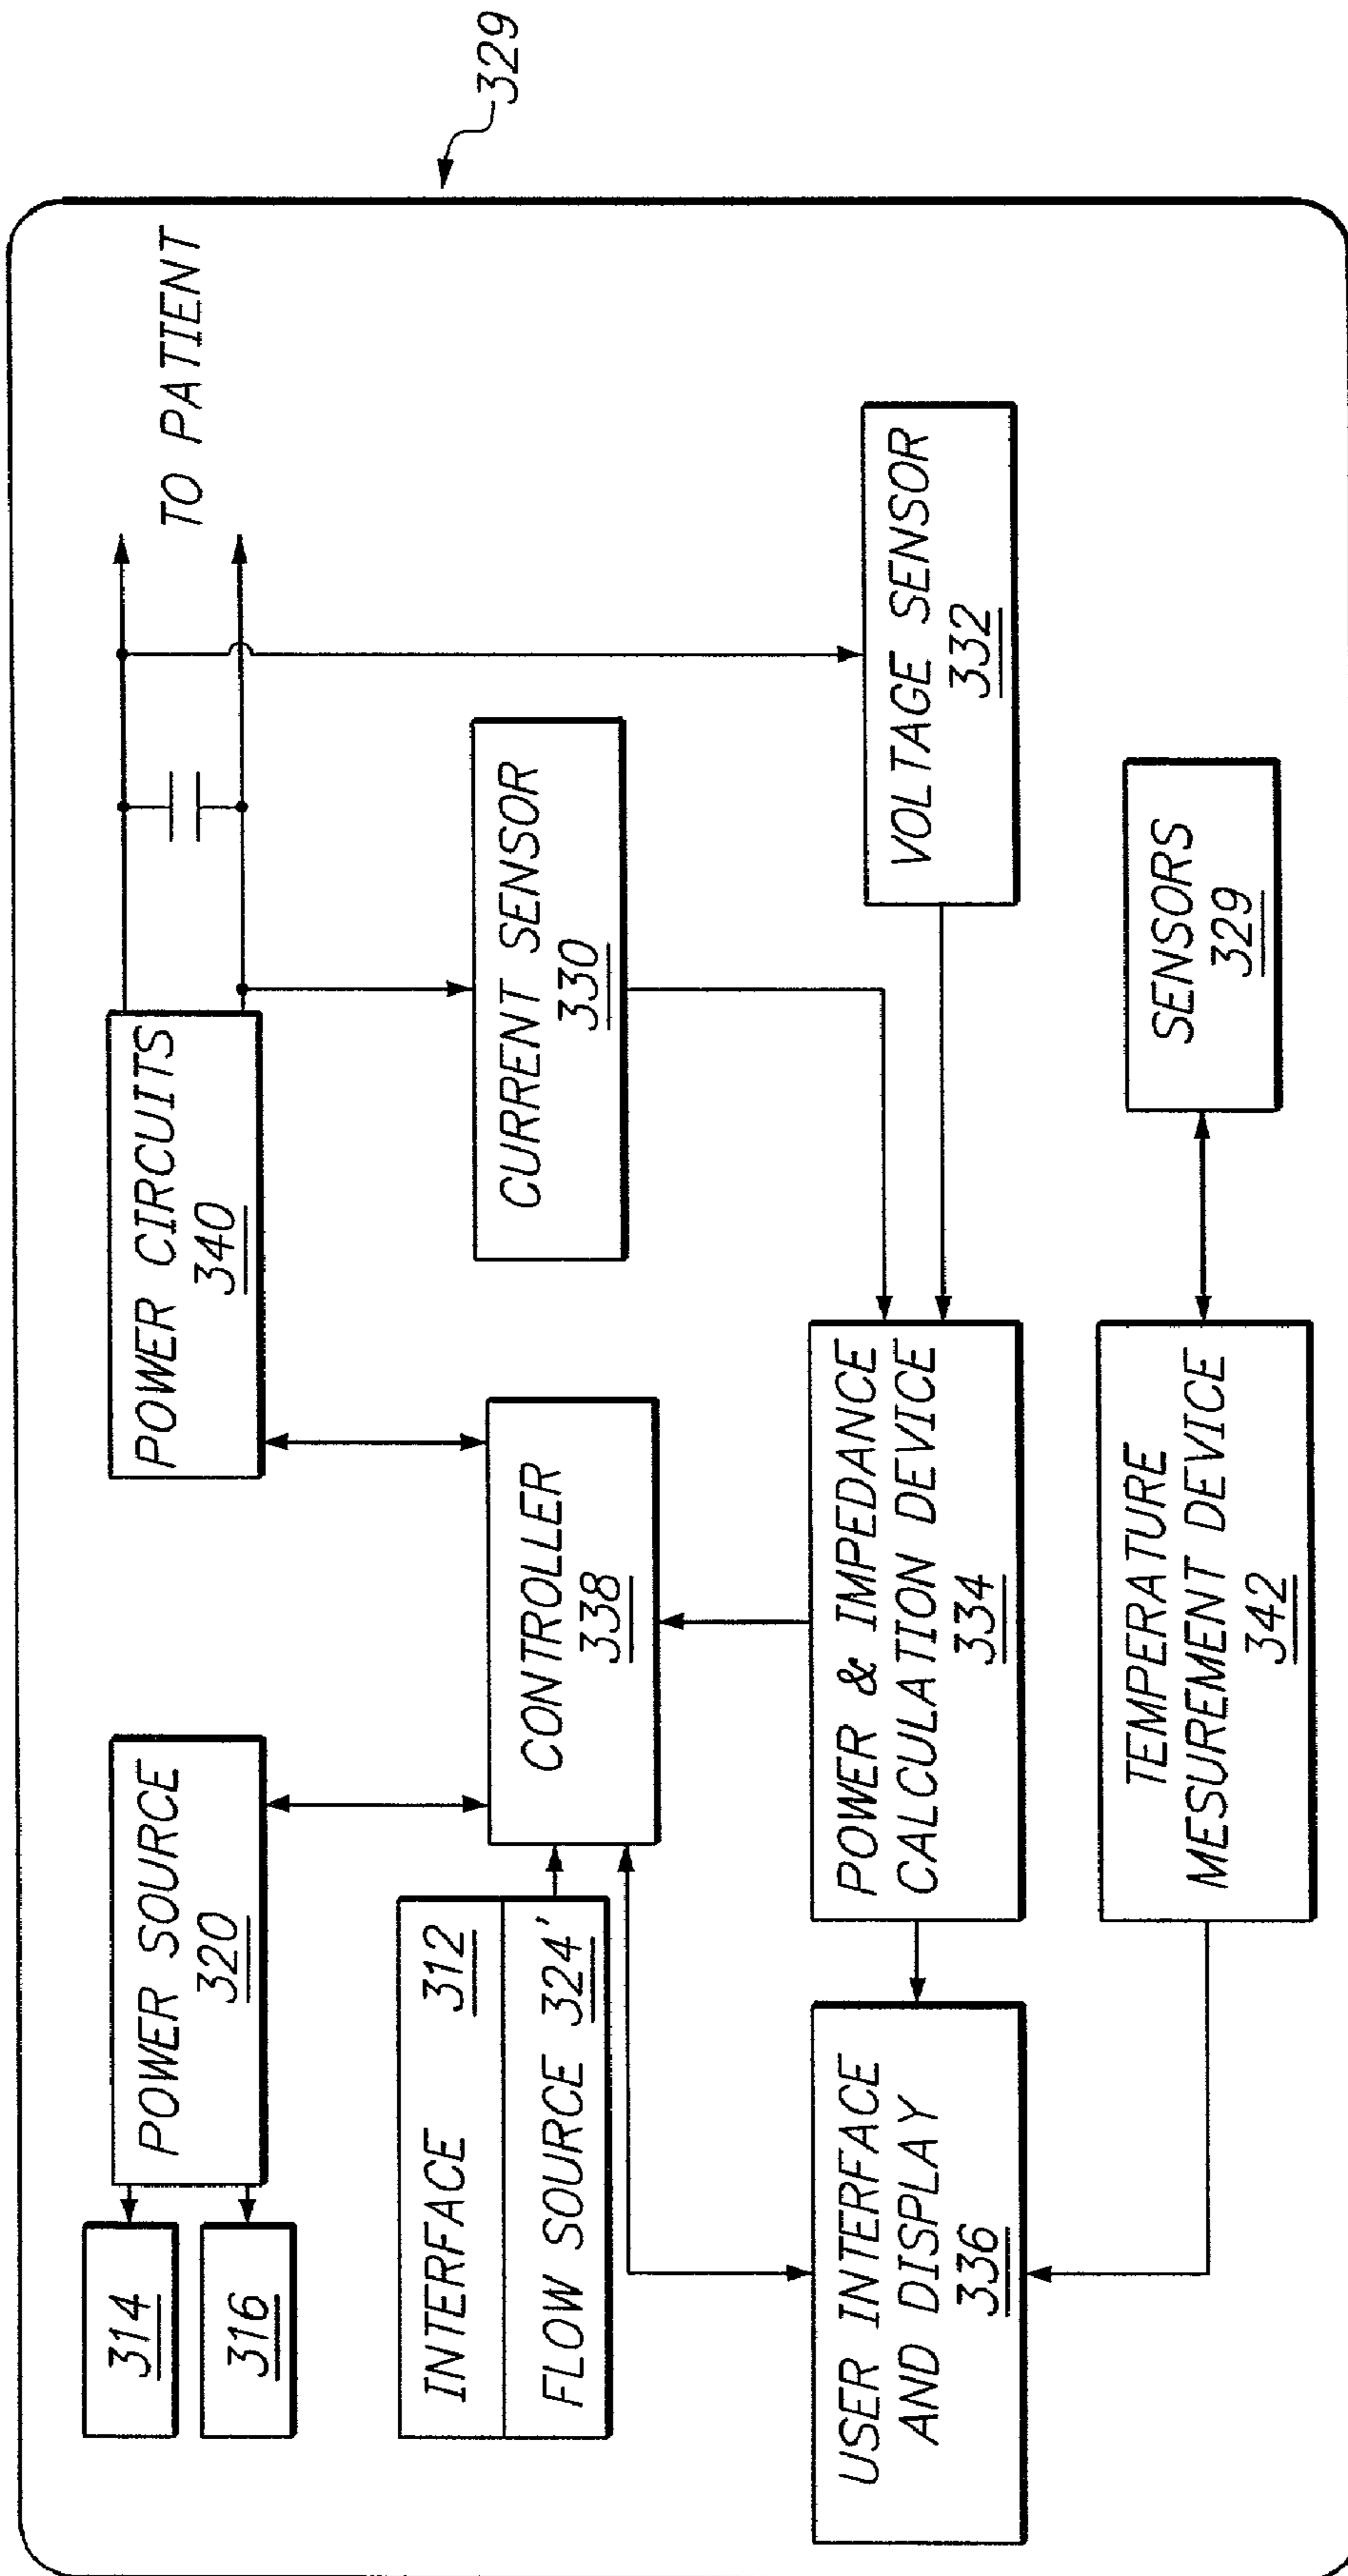 329
TO PATIENT
314
316
POWER SOURCE
320
POWER CIRCUITS
340
INTERFACE 312
FLOW SOURCE 324'
CONTROLLER
338
CURRENT SENSOR
330
USER INTERFACE
AND DISPLAY
336
POWER & IMPEDANCE
CALCULATION DEVICE
334
VOLTAGE SENSOR
332
TEMPERATURE
MESUREMENT DEVICE
342
SENSORS
329